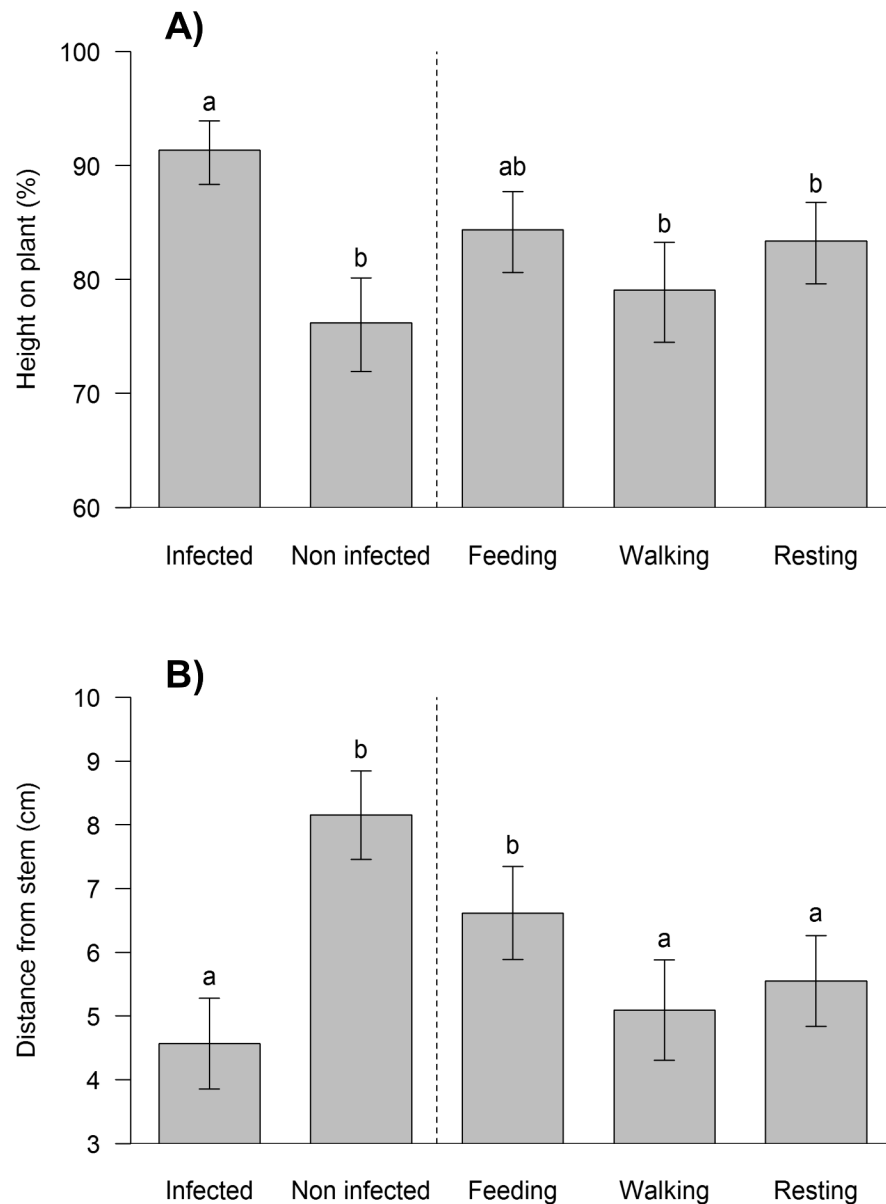 A)
Height on plant (%)
100
90
80
70
60
a
b
ab
b
b
Infected Non infected Feeding Walking Resting
B)
Distance from stem (cm)
10
9
8
7
6
5
4
3
a
b
b
a
a
Infected Non infected Feeding Walking Resting